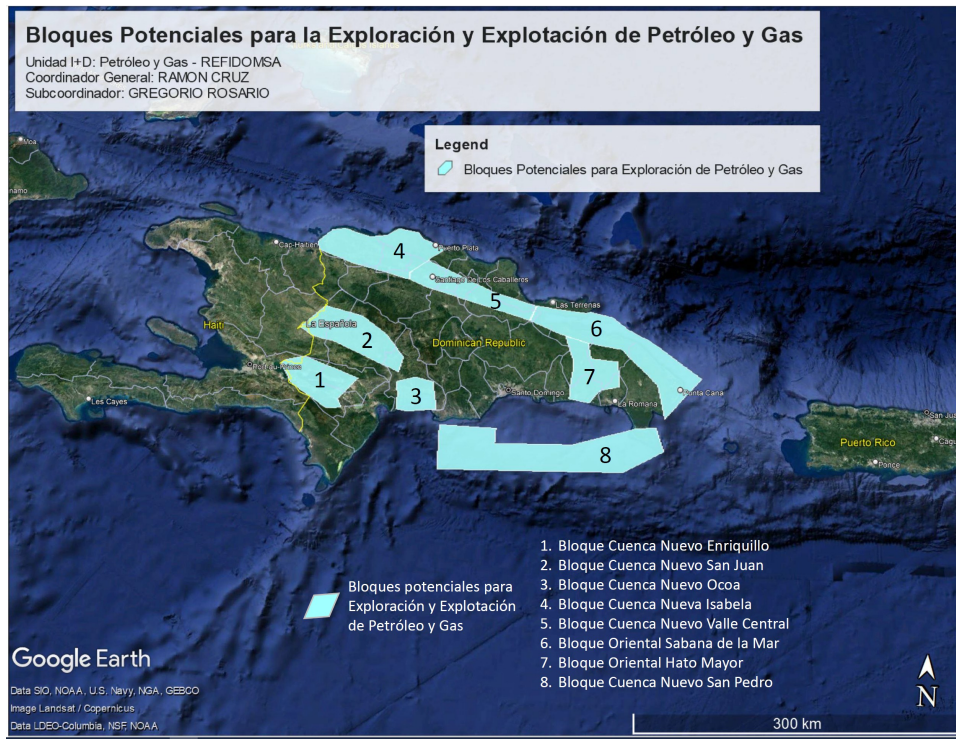 Bloques Potenciales para la Exploración y Explotación de Petróleo y Gas
Unidad I+D: Petróleo y Gas - REFIDOMSA
Coordinador General: RAMON CRUZ
Subcoordinador: GREGORIO ROSARIO
Legend
Bloques Potenciales para Exploración de Petróleo y Gas
Moa
Cap-Haïtien
4
Puerto Plata
Santiago De Los Caballeros
5
Las Terrenas
Haiti
La Española
2
6
Dominican Republic
1
7
3
Santo Domingo
La Romana
Punta Cana
Les Cayes
8
Puerto Rico
Ponce
1. Bloque Cuenca Nuevo Enriquillo
2. Bloque Cuenca Nuevo San Juan
3. Bloque Cuenca Nuevo Ocoa
4. Bloque Cuenca Nueva Isabela
5. Bloque Cuenca Nuevo Valle Central
6. Bloque Oriental Sabana de la Mar
7. Bloque Oriental Hato Mayor
8. Bloque Cuenca Nuevo San Pedro
Bloques potenciales para
Exploración y Explotación
de Petróleo y Gas
Google Earth
Data SIO, NOAA, U.S. Navy, NGA, GEBCO
Image Landsat / Copernicus
Data LDEO-Columbia, NSF, NOAA
N
300 km